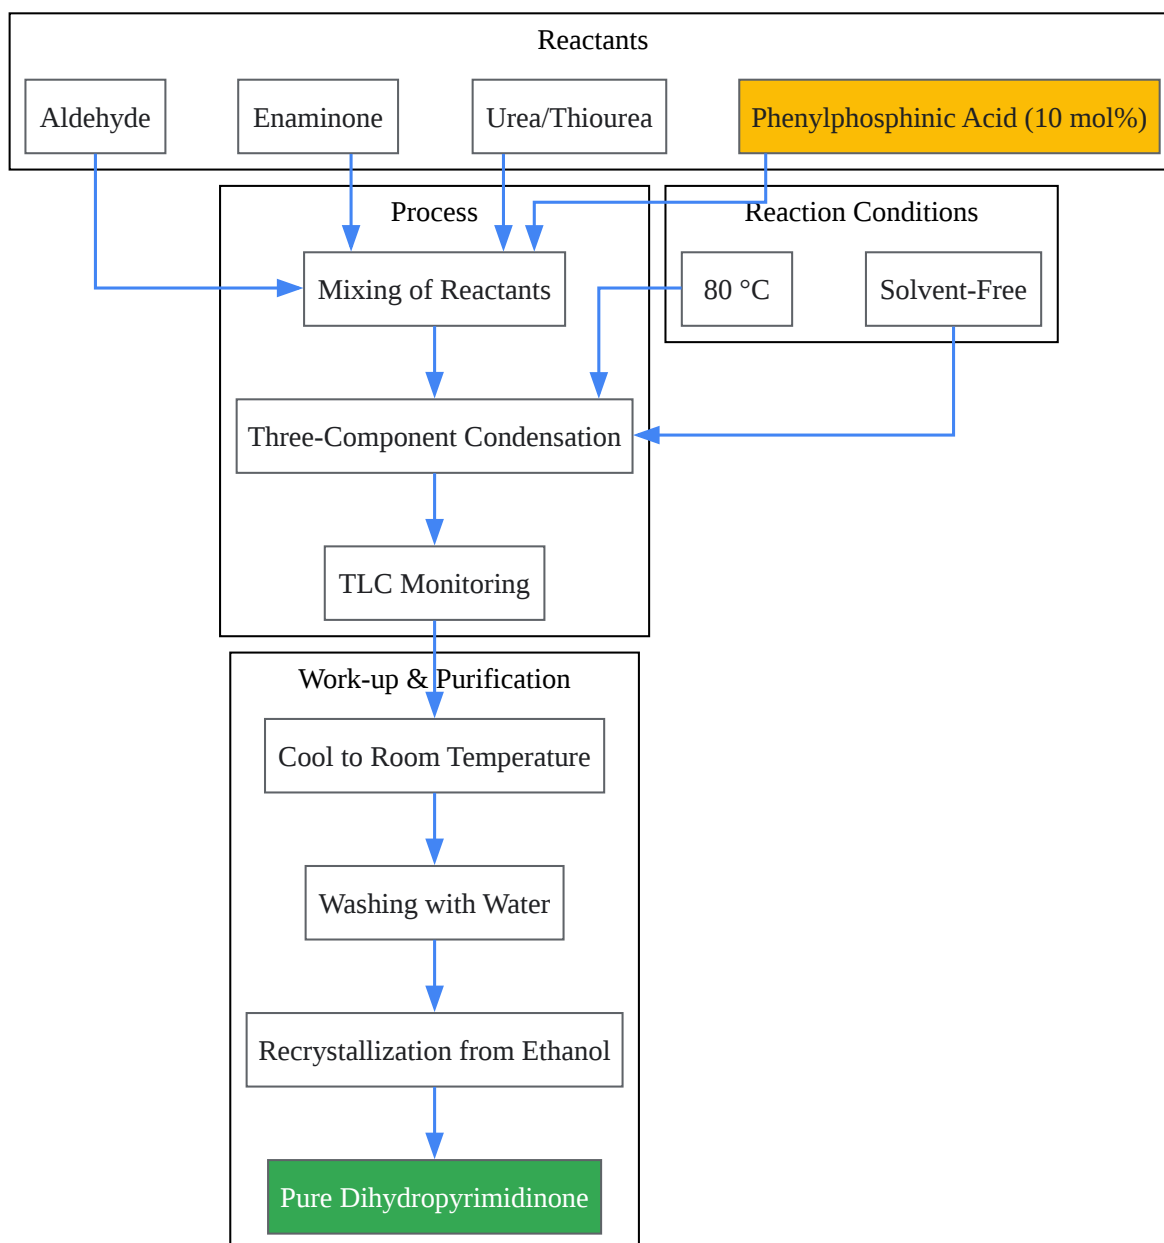 Reactants
Aldehyde
Enaminone
Urea/Thiourea
Phenylphosphinic Acid (10 mol%)
Process
Reaction Conditions
Mixing of Reactants
80 °C
Solvent-Free
Three-Component Condensation
TLC Monitoring
Work-up & Purification
Cool to Room Temperature
Washing with Water
Recrystallization from Ethanol
Pure Dihydropyrimidinone